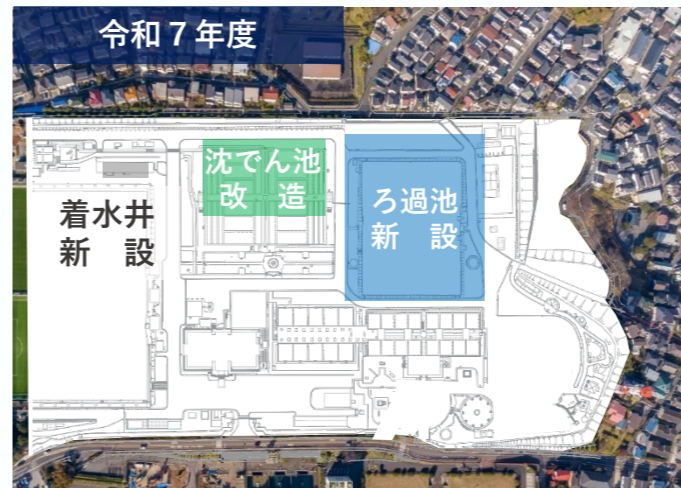 令和７年度
沈でん池
改　造
ろ過池
新　設
着水井
新　設